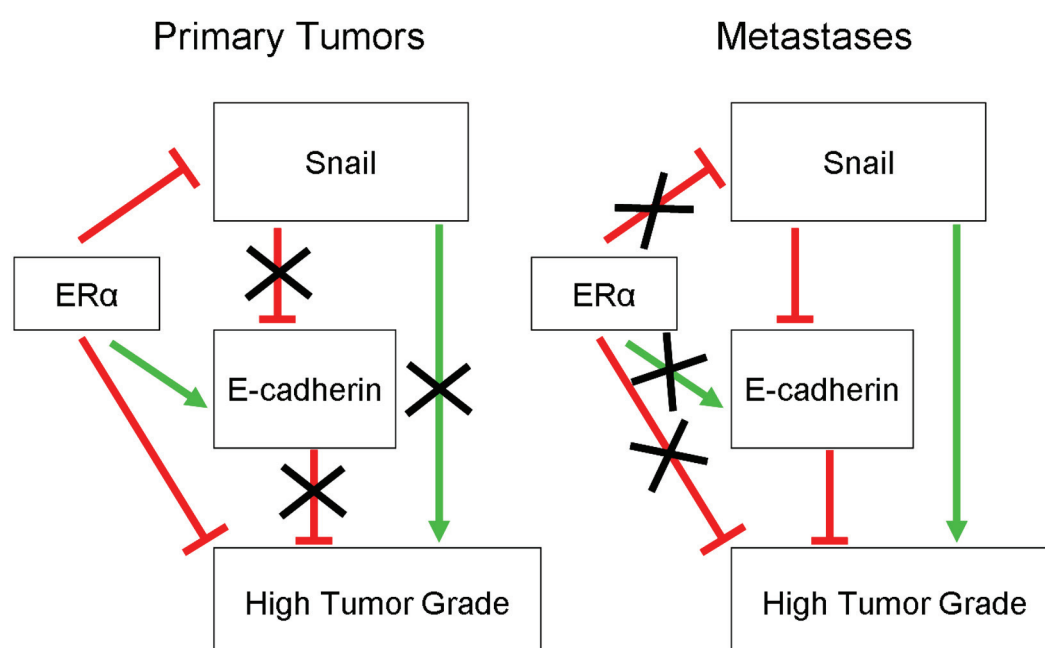 Primary Tumors
Snail
ERα
E-cadherin
High Tumor Grade
Metastases
Snail
ERα
E-cadherin
High Tumor Grade